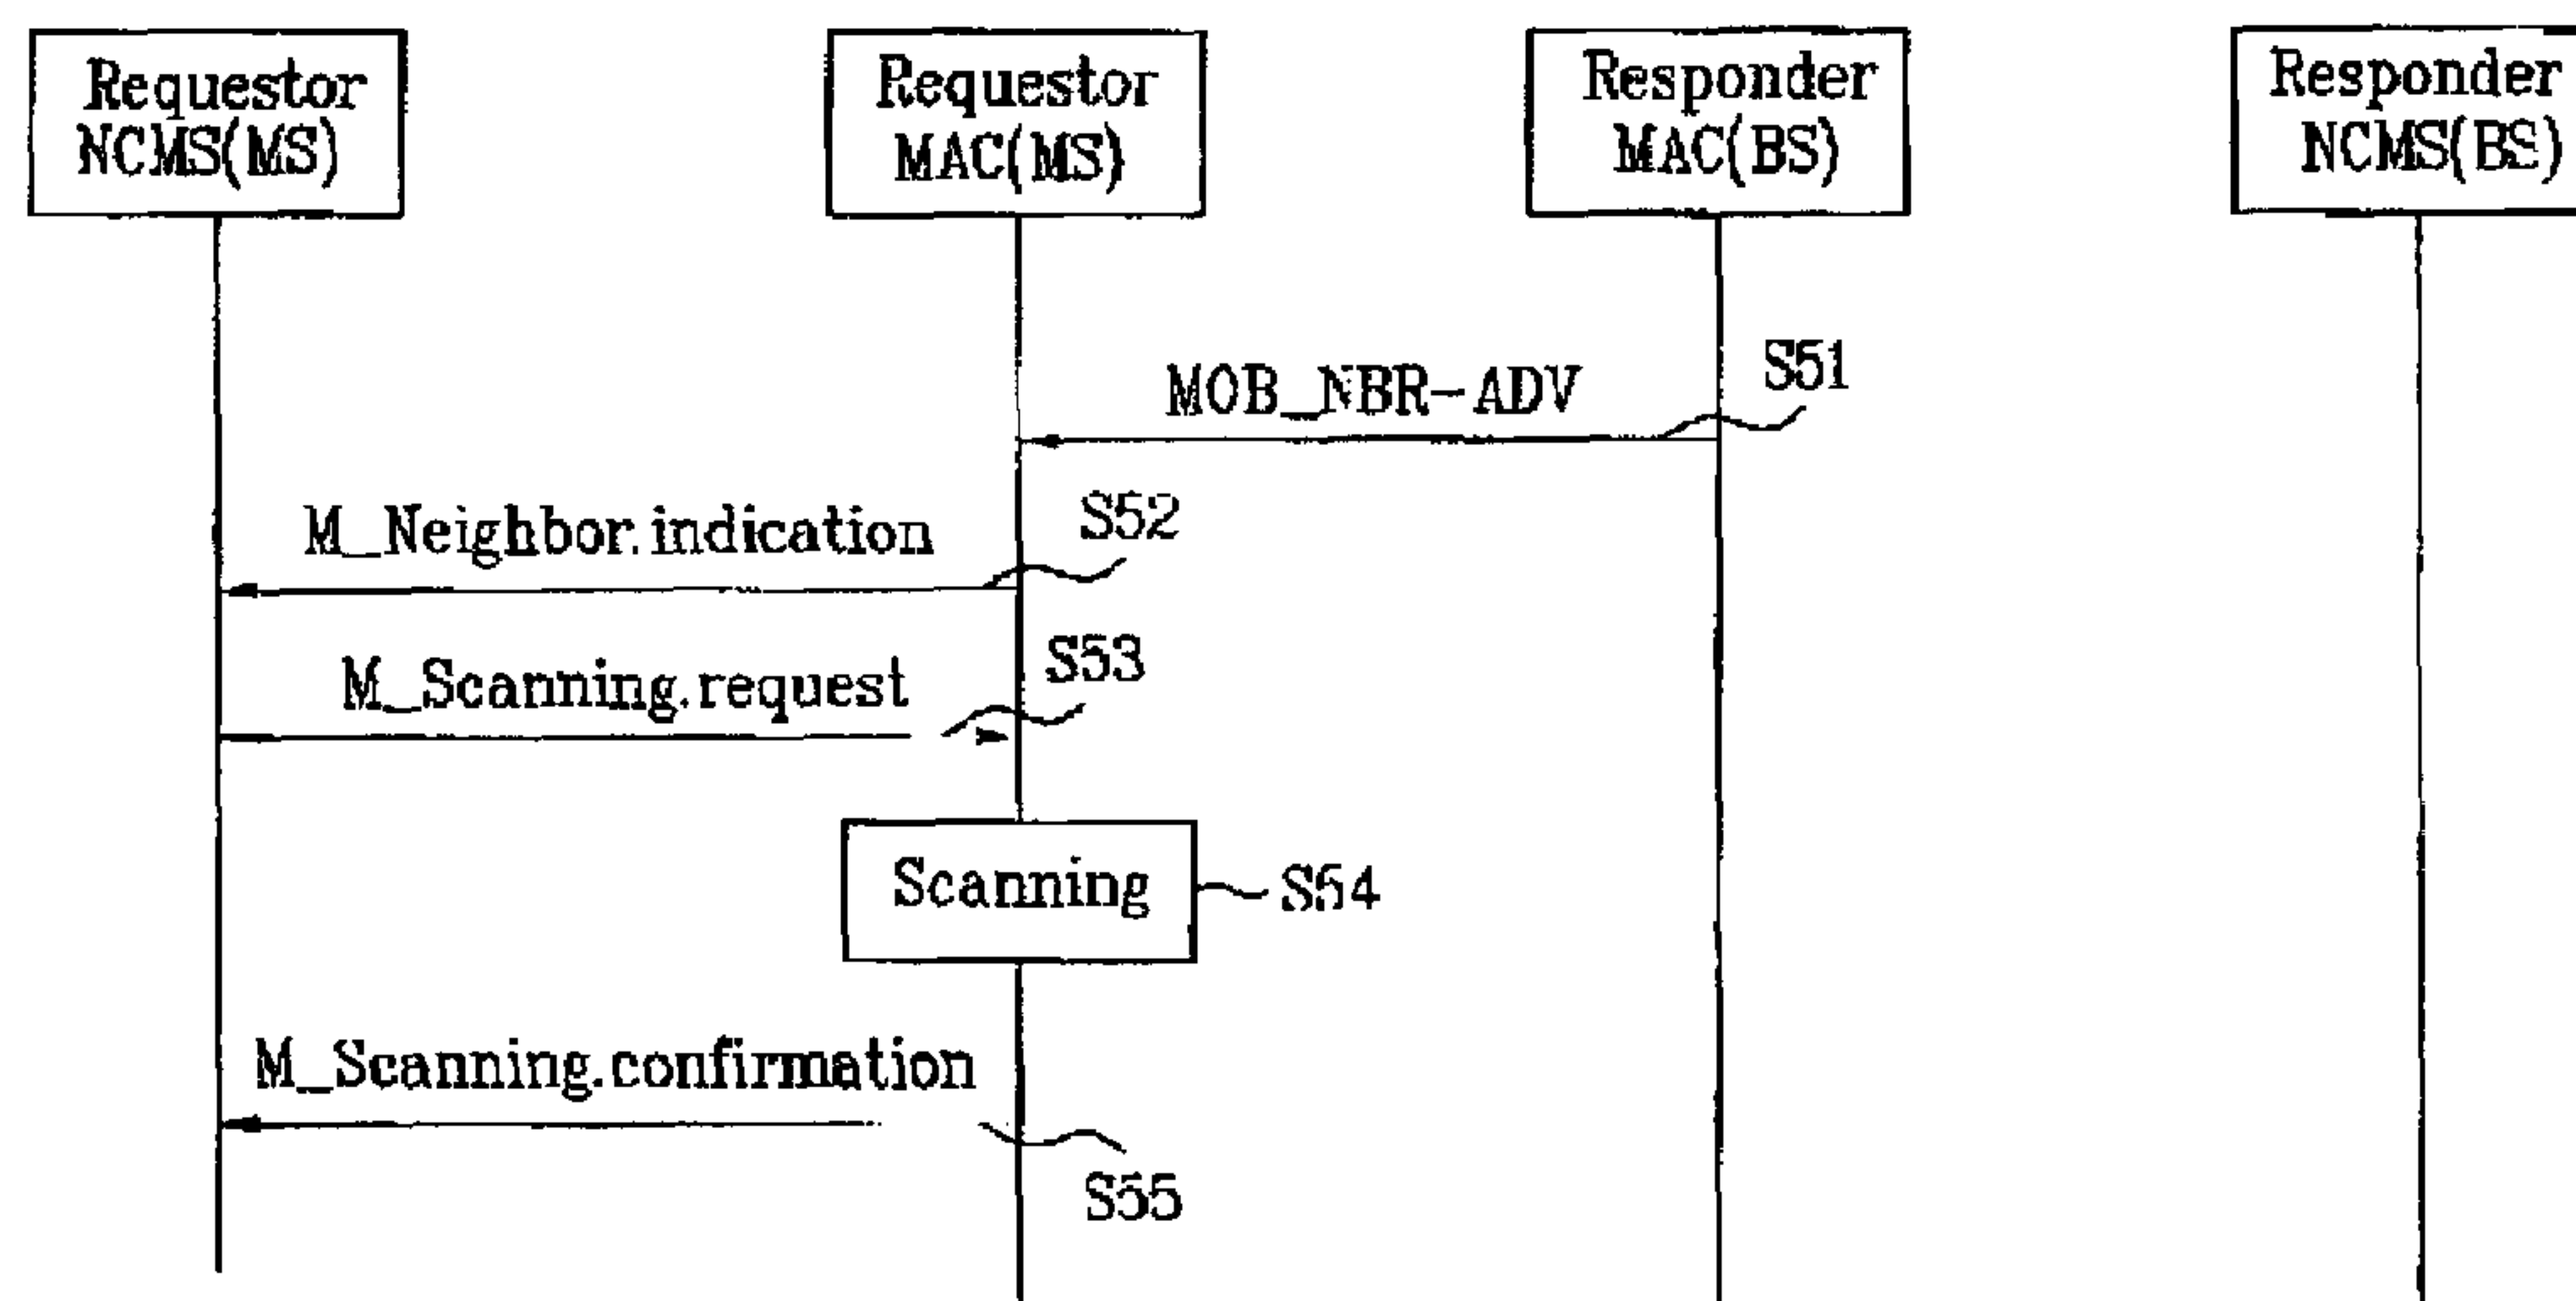 Requestor
NCMS(MS)
Requestor
MAC(MS)
Responder
MAC(BS)
Responder
NCMS(BS)
MOB_NBR-ADV
S51
M_Neighbor.indication
S52
M_Scanning.request
S53
Scanning
S54
M_Scanning.confirmation
S55